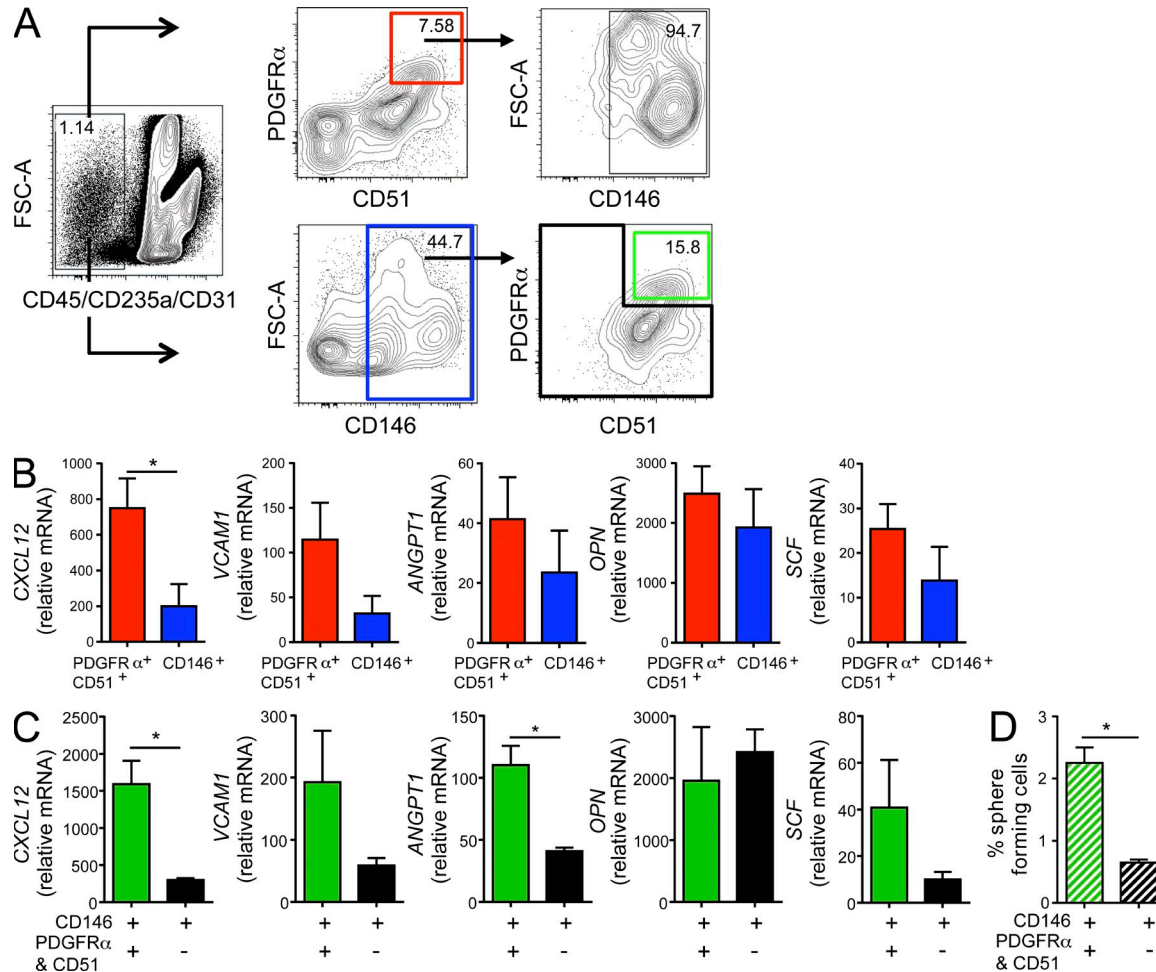 A
7.58
94.7
PDGFRα
FSC-A
CD51
CD146
1.14
FSC-A
CD45/CD235a/CD31
44.7
15.8
FSC-A
PDGFRα
CD146
CD51
B
CXCL12
(relative mRNA)
1000
800
600
400
200
0
*
PDGFR α+
CD51 +
CD146 +
VCAM1
(relative mRNA)
200
150
100
50
0
PDGFR α+
CD51 +
CD146 +
ANGPT1
(relative mRNA)
60
40
20
0
PDGFR α+
CD51 +
CD146 +
OPN
(relative mRNA)
3000
2000
1000
0
PDGFR α+
CD51 +
CD146 +
SCF
(relative mRNA)
40
30
20
10
0
PDGFR α+
CD51 +
CD146 +
C
CXCL12
(relative mRNA)
2500
2000
1500
1000
500
0
*
VCAM1
(relative mRNA)
300
200
100
0
ANGPT1
(relative mRNA)
150
100
50
0
*
OPN
(relative mRNA)
3000
2000
1000
0
SCF
(relative mRNA)
80
60
40
20
0
CD146 + + + + + + + + + +
PDGFRα + - + - + - + - + -
& CD51
D
% sphere
forming cells
3
2
1
0
*
CD146 + +
PDGFRα + -
& CD51